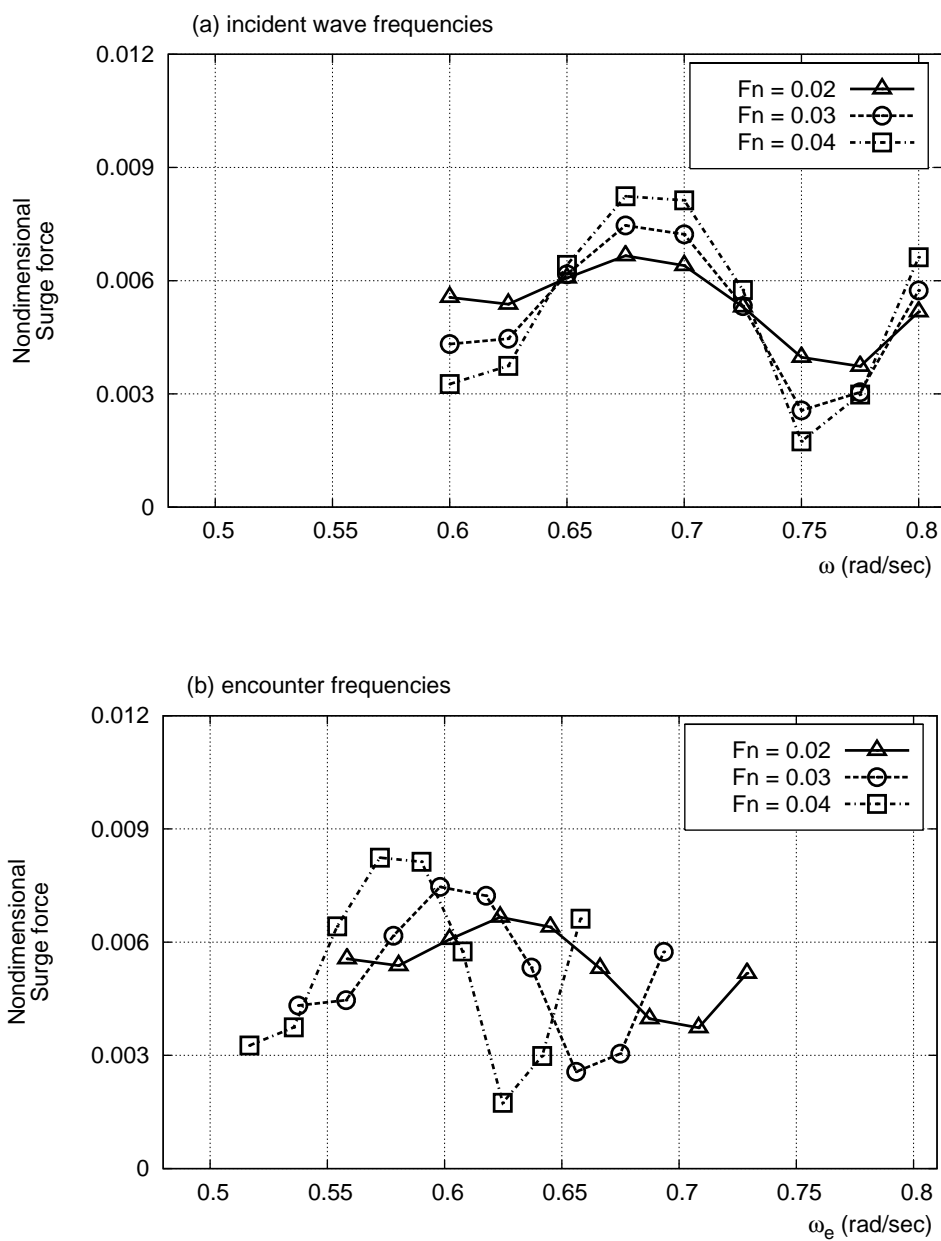 (a) incident wave frequencies
0.012
0.009
0.006
0.003
0
Nondimensional
Surge force
Fn = 0.02
Fn = 0.03
Fn = 0.04
0.5 0.55 0.6 0.65 0.7 0.75 0.8
ω (rad/sec)
(b) encounter frequencies
0.012
0.009
0.006
0.003
0
Nondimensional
Surge force
Fn = 0.02
Fn = 0.03
Fn = 0.04
0.5 0.55 0.6 0.65 0.7 0.75 0.8
ωe (rad/sec)